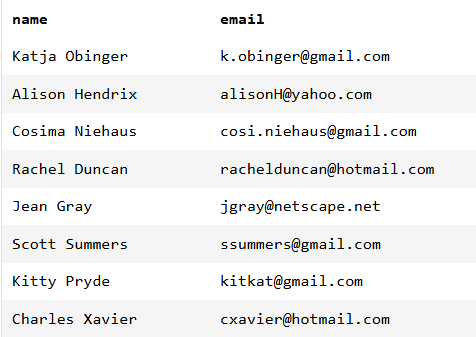 name email
Katja Obinger k.obinger@gmail.com
Alison Hendrix alisonH@yahoo.com
Cosima Niehaus cosi.niehaus@gmail.com
Rachel Duncan rachelduncan@hotmail.com
Jean Gray jgray@netscape.net
Scott Summers ssummers@gmail.com
Kitty Pryde kitkat@gmail.com
Charles Xavier cxavier@hotmail.com